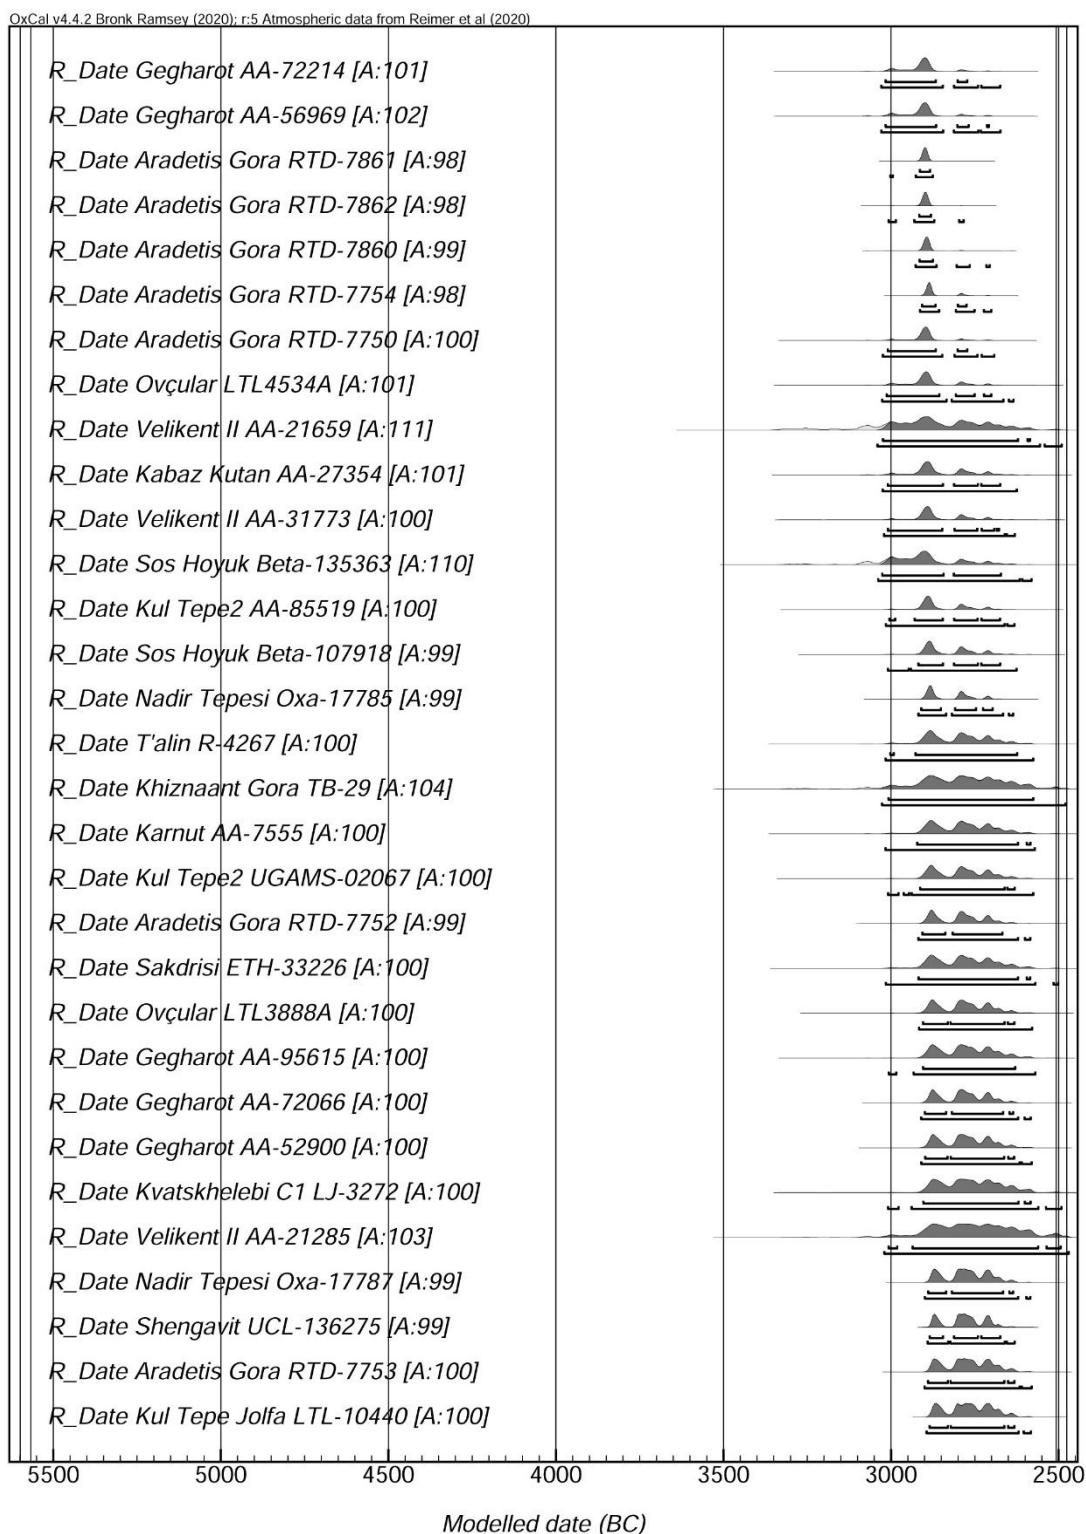 OxCal v4.4.2 Bronk Ramsey (2020); r:5 Atmospheric data from Reimer et al (2020)
R_Date Gegharot AA-72214 [A:101]
R_Date Gegharot AA-56969 [A:102]
R_Date Aradetis Gora RTD-7861 [A:98]
R_Date Aradetis Gora RTD-7862 [A:98]
R_Date Aradetis Gora RTD-7860 [A:99]
R_Date Aradetis Gora RTD-7754 [A:98]
R_Date Aradetis Gora RTD-7750 [A:100]
R_Date Ovçular LTL4534A [A:101]
R_Date Velikent II AA-21659 [A:111]
R_Date Kabaz Kutan AA-27354 [A:101]
R_Date Velikent II AA-31773 [A:100]
R_Date Sos Hoyuk Beta-135363 [A:110]
R_Date Kul Tepe2 AA-85519 [A:100]
R_Date Sos Hoyuk Beta-107918 [A:99]
R_Date Nadir Tepesi Oxa-17785 [A:99]
R_Date T'alin R-4267 [A:100]
R_Date Khiznaant Gora TB-29 [A:104]
R_Date Karnut AA-7555 [A:100]
R_Date Kul Tepe2 UGAMS-02067 [A:100]
R_Date Aradetis Gora RTD-7752 [A:99]
R_Date Sakdrisi ETH-33226 [A:100]
R_Date Ovçular LTL3888A [A:100]
R_Date Gegharot AA-95615 [A:100]
R_Date Gegharot AA-72066 [A:100]
R_Date Gegharot AA-52900 [A:100]
R_Date Kvatskhelebi C1 LJ-3272 [A:100]
R_Date Velikent II AA-21285 [A:103]
R_Date Nadir Tepesi Oxa-17787 [A:99]
R_Date Shengavit UCL-136275 [A:99]
R_Date Aradetis Gora RTD-7753 [A:100]
R_Date Kul Tepe Jolfa LTL-10440 [A:100]
5500 5000 4500 4000 3500 3000 2500
Modelled date (BC)